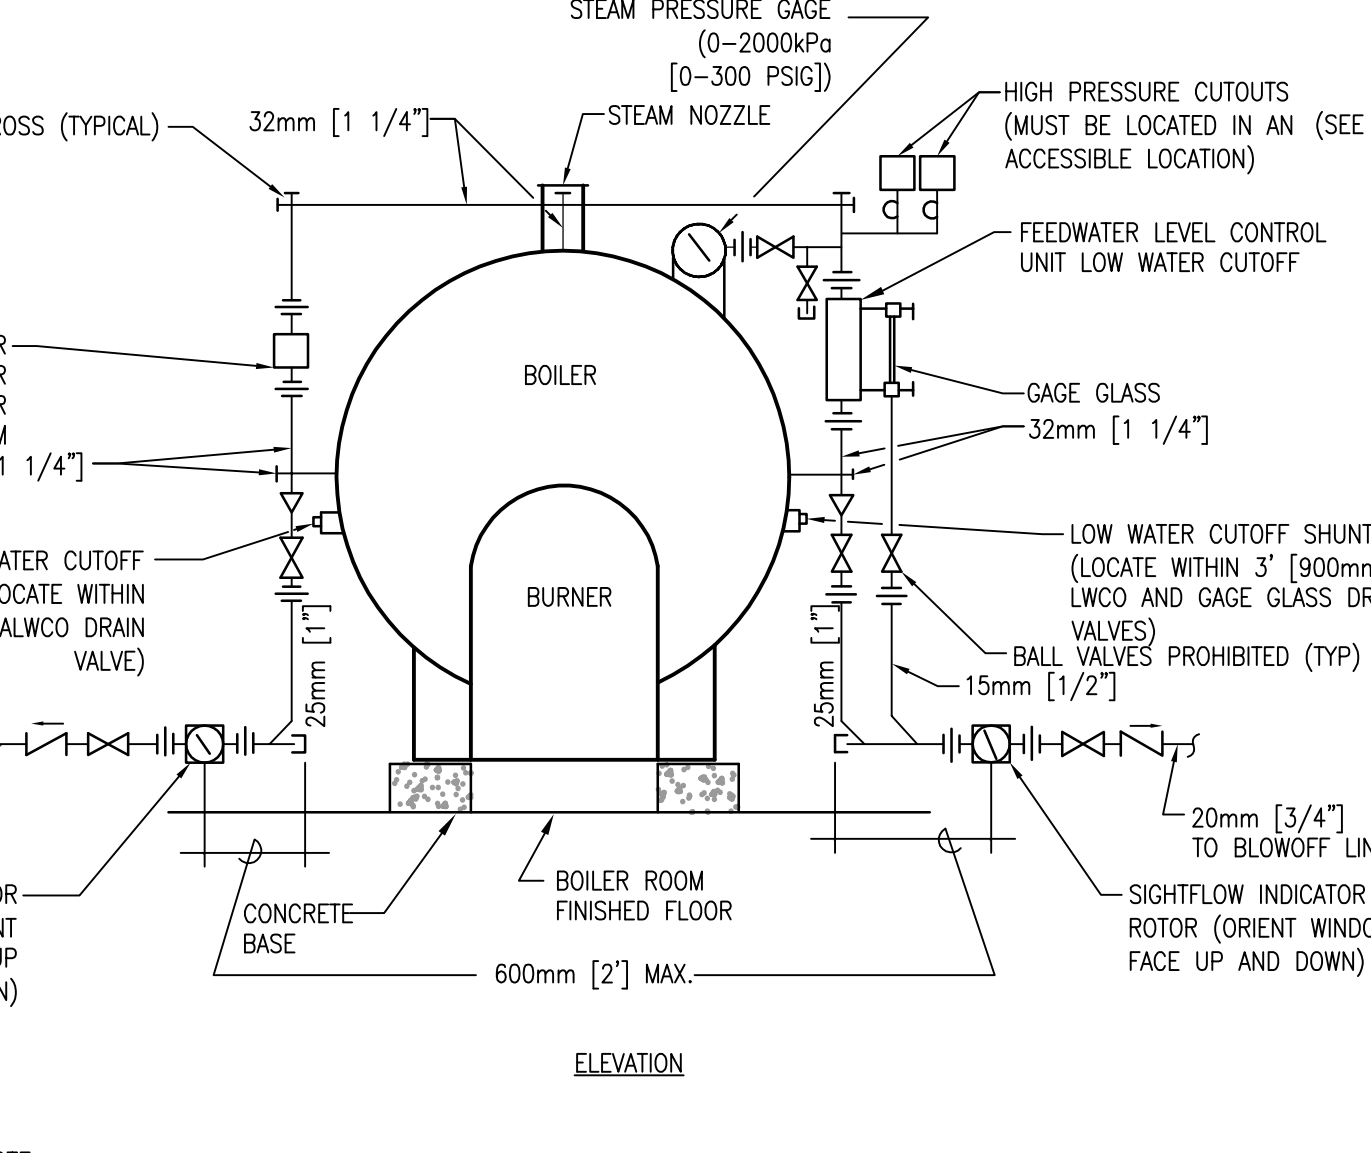 STEAM PRESSURE GAGE
(0-2000kPa
[0-300 PSIG])
STEAM NOZZLE
32mm [1 1/4"]
OSS (TYPICAL)
HIGH PRESSURE CUTOUTS
(MUST BE LOCATED IN AN (SEE
ACCESSIBLE LOCATION)
FEEDWATER LEVEL CONTROL
UNIT LOW WATER CUTOFF
R
R
R
M
1 1/4"]
BOILER
GAGE GLASS
32mm [1 1/4"]
ATER CUTOFF
OCATE WITHIN
ALWCO DRAIN
VALVE)
BURNER
LOW WATER CUTOFF SHUNT
(LOCATE WITHIN 3' [900mm
LWCO AND GAGE GLASS DR
VALVES)
BALL VALVES PROHIBITED (TYP)
15mm [1/2"]
25mm [1"]
25mm [1"]
20mm [3/4"]
TO BLOWOFF LIN
OR
NT
UP
N)
CONCRETE
BASE
BOILER ROOM
FINISHED FLOOR
SIGHTFLOW INDICATOR
ROTOR (ORIENT WINDO
FACE UP AND DOWN)
600mm [2'] MAX.
ELEVATION